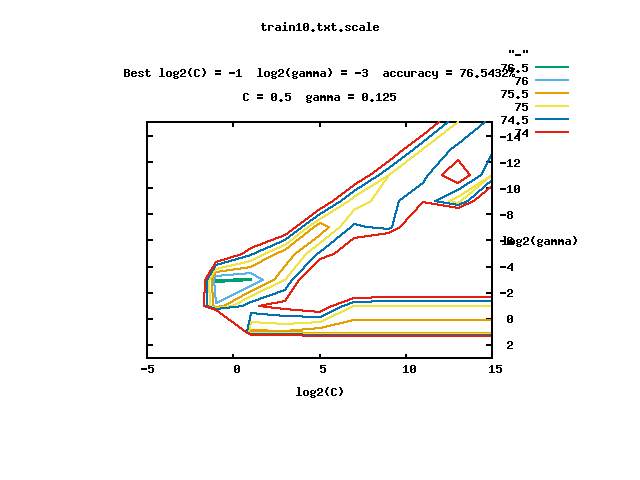 train10.txt.scale
"-"
Best log2(C) = -1 log2(gamma) = -3 accuracy = 76.5432%
76.5
76
C = 0.5 gamma = 0.125
75.5
75
74.5
74
-14
-12
-10
-8
-6
log2(gamma)
-4
-2
0
2
-5 0 5 10 15
log2(C)